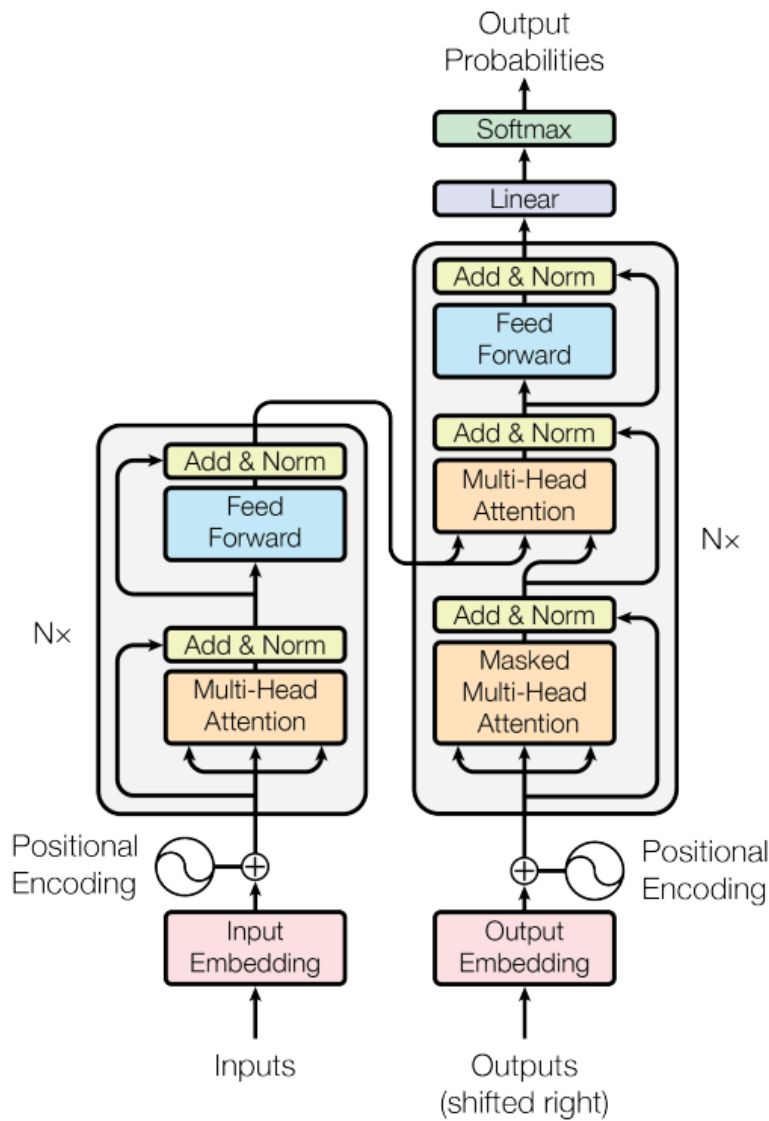 Output
Probabilities
Softmax
Linear
Add & Norm
Feed
Forward
Add & Norm
Multi-Head
Attention
Add & Norm
Masked
Multi-Head
Attention
Nx
Add & Norm
Feed
Forward
Add & Norm
Multi-Head
Attention
Nx
Positional
Encoding
Positional
Encoding
Input
Embedding
Output
Embedding
Inputs
Outputs
(shifted right)